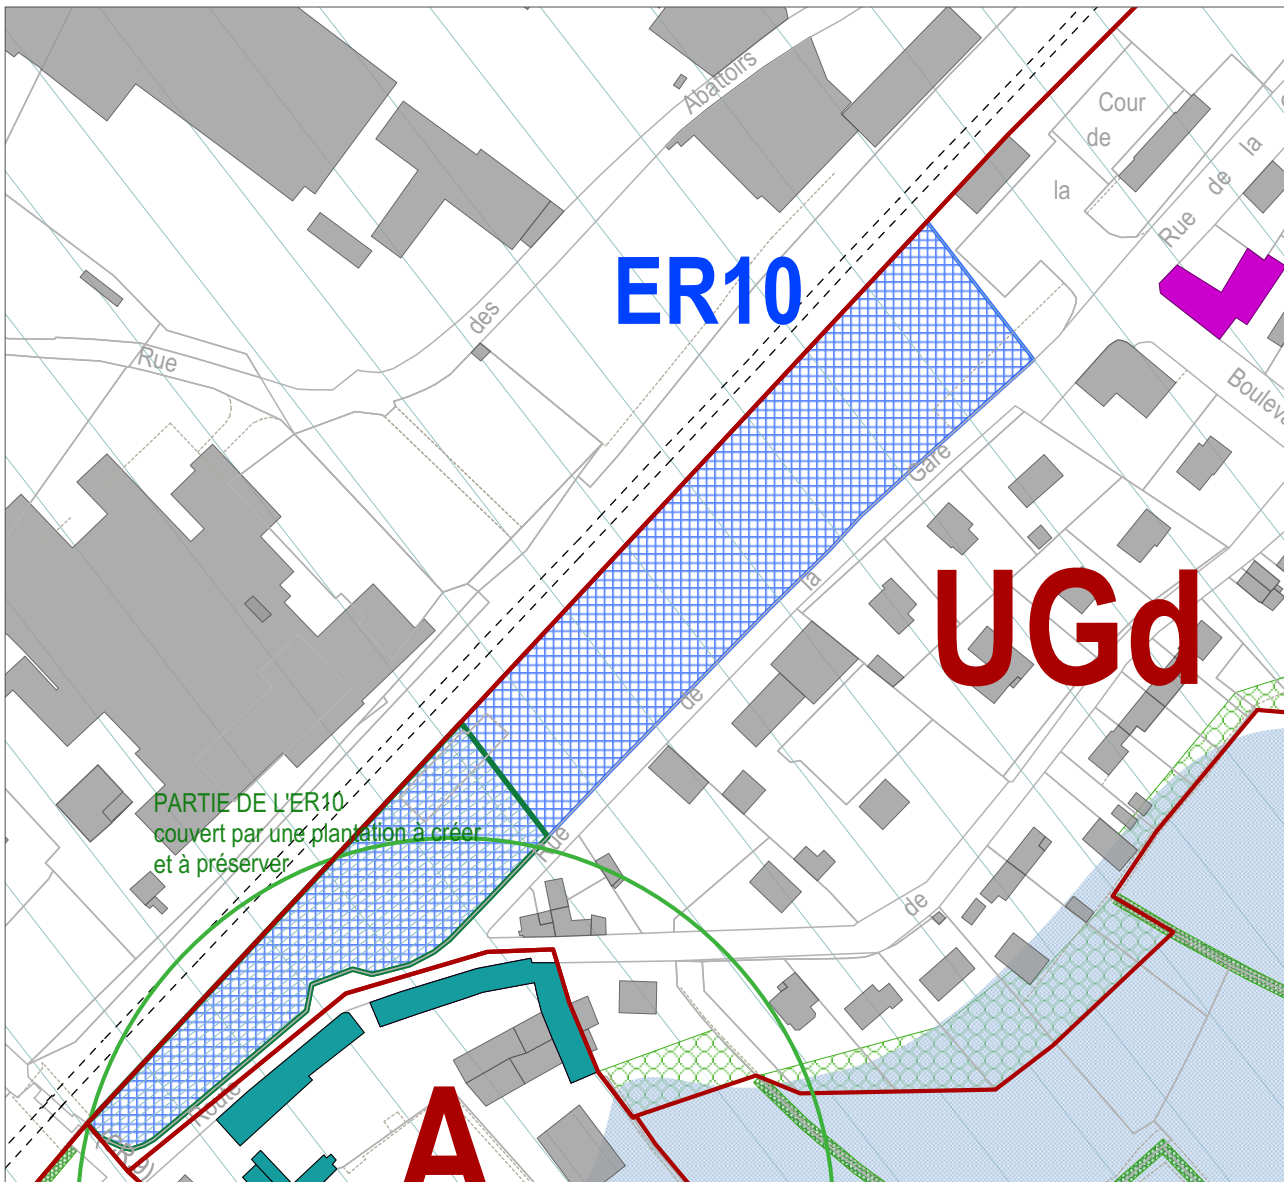 Abattoirs
Cour
de
la
la
de
Rue
ER10
des
Rue
Boulev
Gare
la
UGd
de
PARTIE DE L'ER10
couvert par une plantation à créer
et à préserver
Rue
de
Route
A